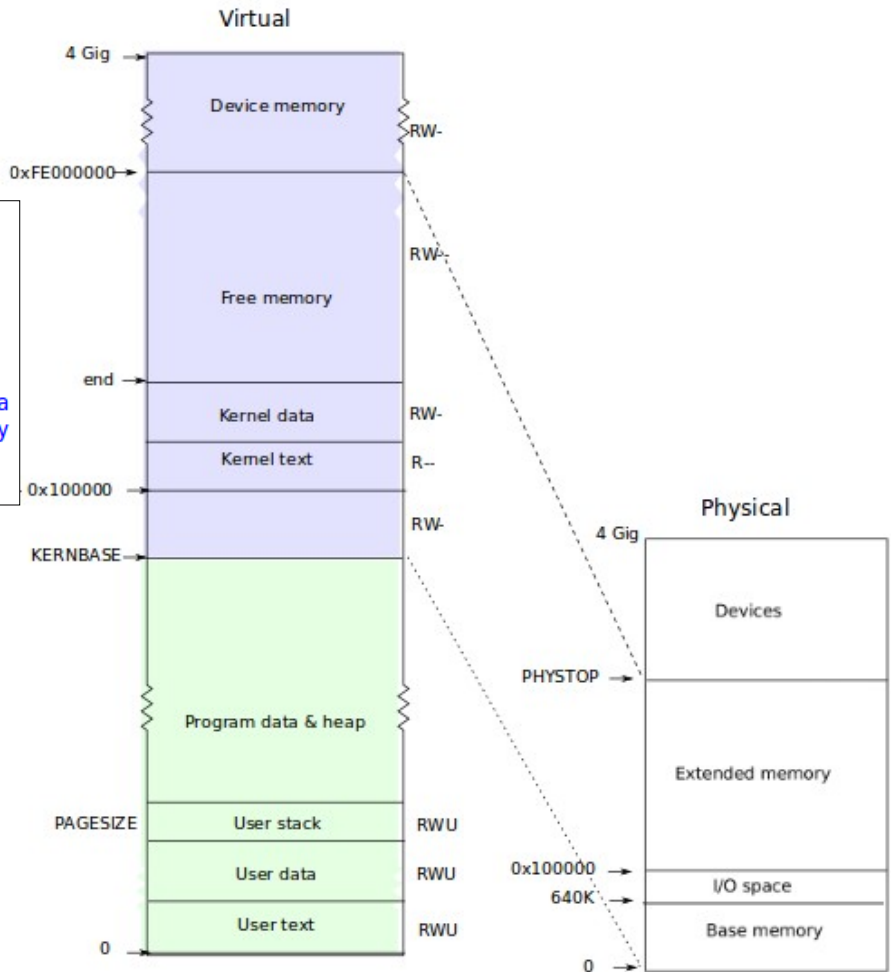 Virtual
4 Gig
Device memory
RW-
0xFE000000
RW--
Free memory
end
Kernel data
RW-
a
y
Kernel text
R--
0x100000
RW-
KERNBASE
Program data & heap
PAGESIZE
User stack
RWU
User data
RWU
User text
RWU
0
Physical
4 Gig
Devices
PHYSTOP
Extended memory
0x100000
I/O space
640K
Base memory
0